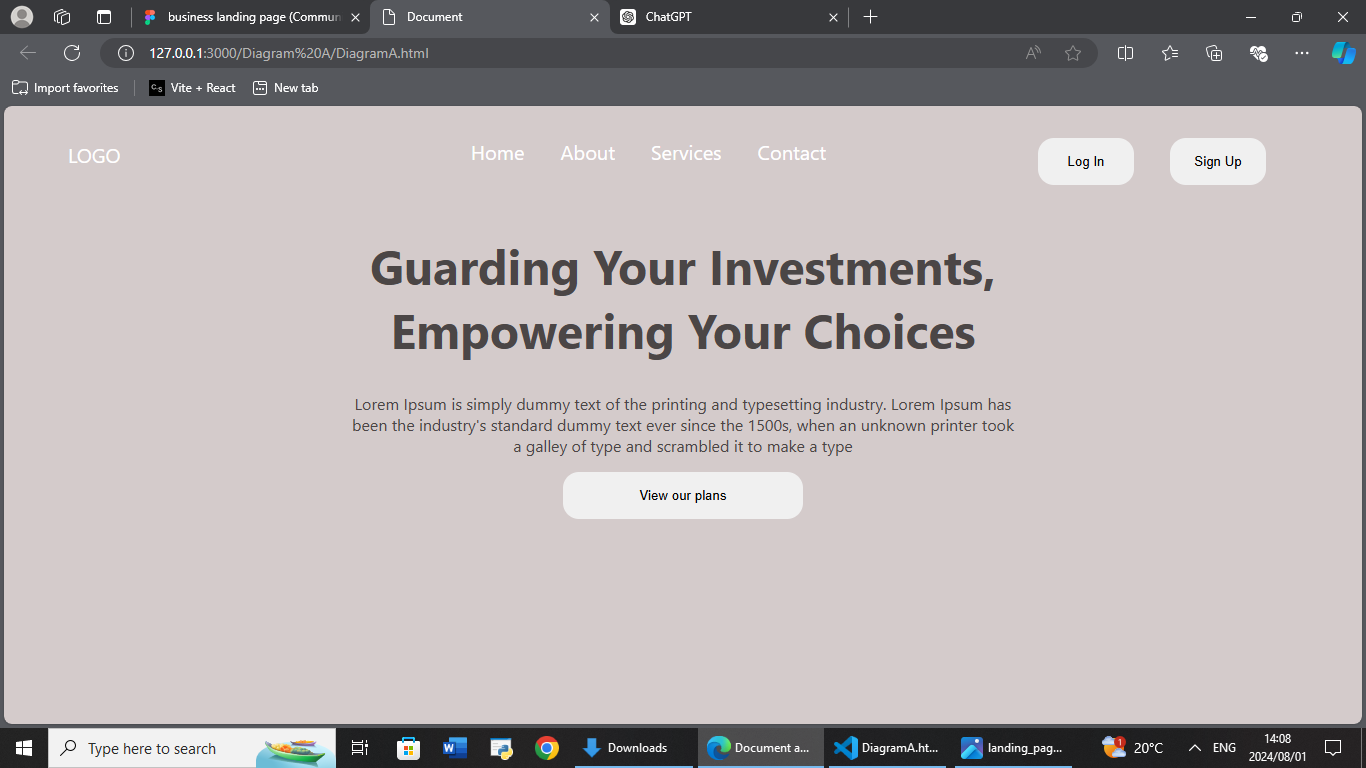 business landing page (Commun
Document
ChatGPT
127.0.0.1:3000/Diagram%20A/DiagramA.html
Import favorites
Vite + React
New tab
LOGO
Home About Services Contact
Log In
Sign Up
Guarding Your Investments,
Empowering Your Choices
Lorem Ipsum is simply dummy text of the printing and typesetting industry. Lorem Ipsum has
been the industry's standard dummy text ever since the 1500s, when an unknown printer took
a galley of type and scrambled it to make a type
View our plans
Type here to search
Downloads
Document a...
DiagramA.ht...
landing_pag...
1
20°C
ENG
14:08
2024/08/01